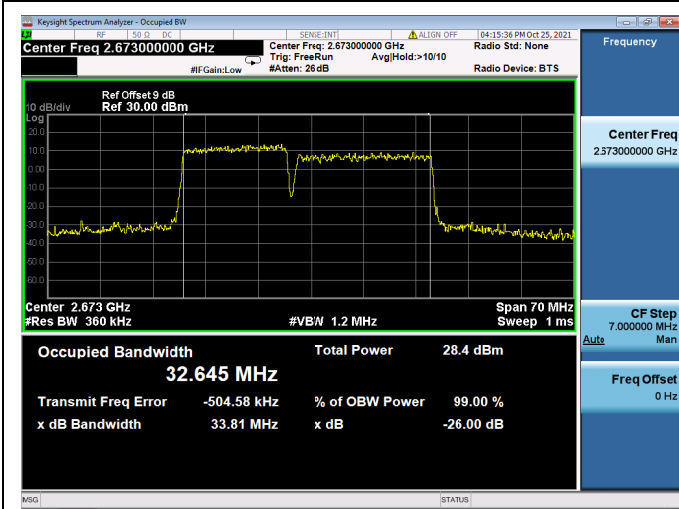 Keysight Spectrum Analyzer - Occupied BW
RF 50 Ω DC SENSE:INT ALIGN OFF 04:15:36 PM Oct 25, 2021
Center Freq 2.673000000 GHz
Center Freq: 2.673000000 GHz
Radio Std: None
Trig: FreeRun Avg|Hold:>10/10
#IFGain:Low #Atten: 26dB Radio Device: BTS
Ref Offset 9 dB
10 dB/div Ref 30.00 dBm
Log
20.0
10.0
0.00
-10.0
-20.0
-30.0
-40.0
-50.0
-60.0
Center 2.673 GHz Span 70 MHz
#Res BW 360 kHz #VBW 1.2 MHz Sweep 1 ms
Occupied Bandwidth Total Power 28.4 dBm
32.645 MHz
Transmit Freq Error -504.58 kHz % of OBW Power 99.00 %
x dB Bandwidth 33.81 MHz x dB -26.00 dB
MSG STATUS
Frequency
Center Freq
2.573000000 GHz
CF Step
7.000000 MHz
Auto Man
Freq Offset
0 Hz